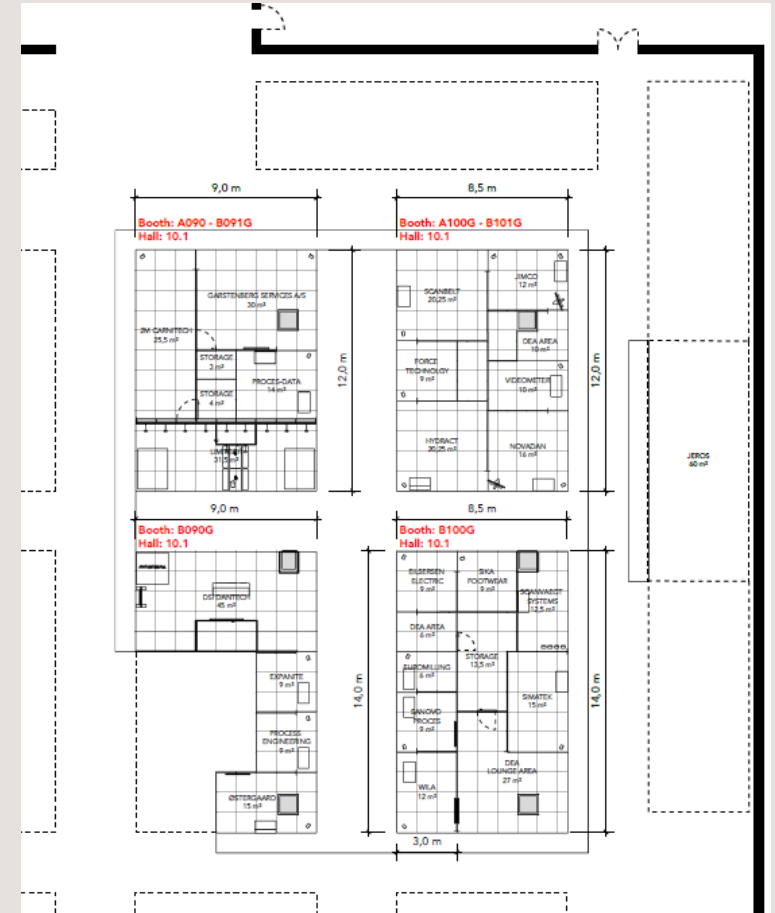 9,0 m
8,5 m
Booth: A090 - B091G
Hall: 10.1
Booth: A100G - B101G
Hall: 10.1
GARSTENBERG SERVICES A/S
30 m²
2M CARNITECH
25,5 m²
STORAGE
3 m²
STORAGE
4 m²
PROCES-DATA
14 m²
31,5 m²
12,0 m
SCANBELT
20,25 m²
JIMCO
12 m²
DEA AREA
10 m²
FORCE
TECHNOLGY
9 m²
VIDEOMETER
10 m²
HYDRACT
20,25 m²
NOVADAN
16 m²
12,0 m
JEROS
60 m²
9,0 m
8,5 m
Booth: B090G
Hall: 10.1
Booth: B100G
Hall: 10.1
DSI DANTECH
45 m²
EXPANITE
9 m²
PROCESS
ENGINEERING
9 m²
ØSTERGAARD
15 m²
14,0 m
EILSERSEN
ELECTRIC
9 m²
SIKA
FOOTWEAR
9 m²
SCANVAEGT
SYSTEMS
12,5 m²
DEA AREA
6 m²
STORAGE
13,5 m²
EUROMILLING
6 m²
SIMATEK
15 m²
SANOVO
PROCES
9 m²
DEA
LOUNGE AREA
27 m²
WILA
12 m²
14,0 m
3,0 m